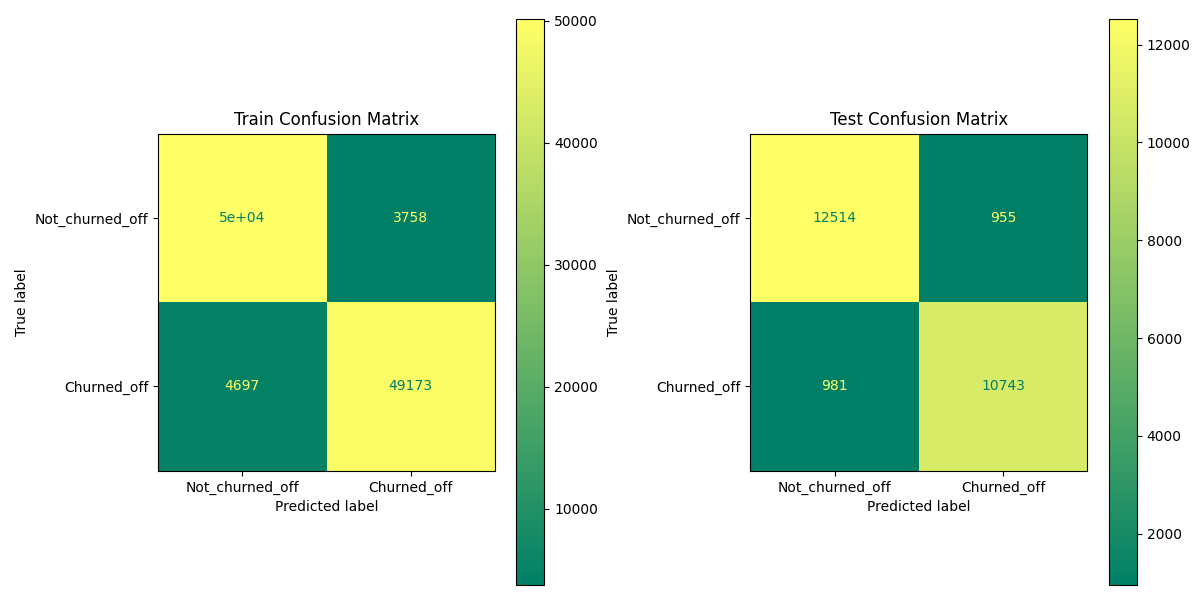 Train Confusion Matrix
True label
Not_churned_off
Churned_off
5e+04
3758
4697
49173
Not_churned_off
Churned_off
Predicted label
50000
40000
30000
20000
10000
Test Confusion Matrix
True label
Not_churned_off
Churned_off
12514
955
981
10743
Not_churned_off
Churned_off
Predicted label
12000
10000
8000
6000
4000
2000